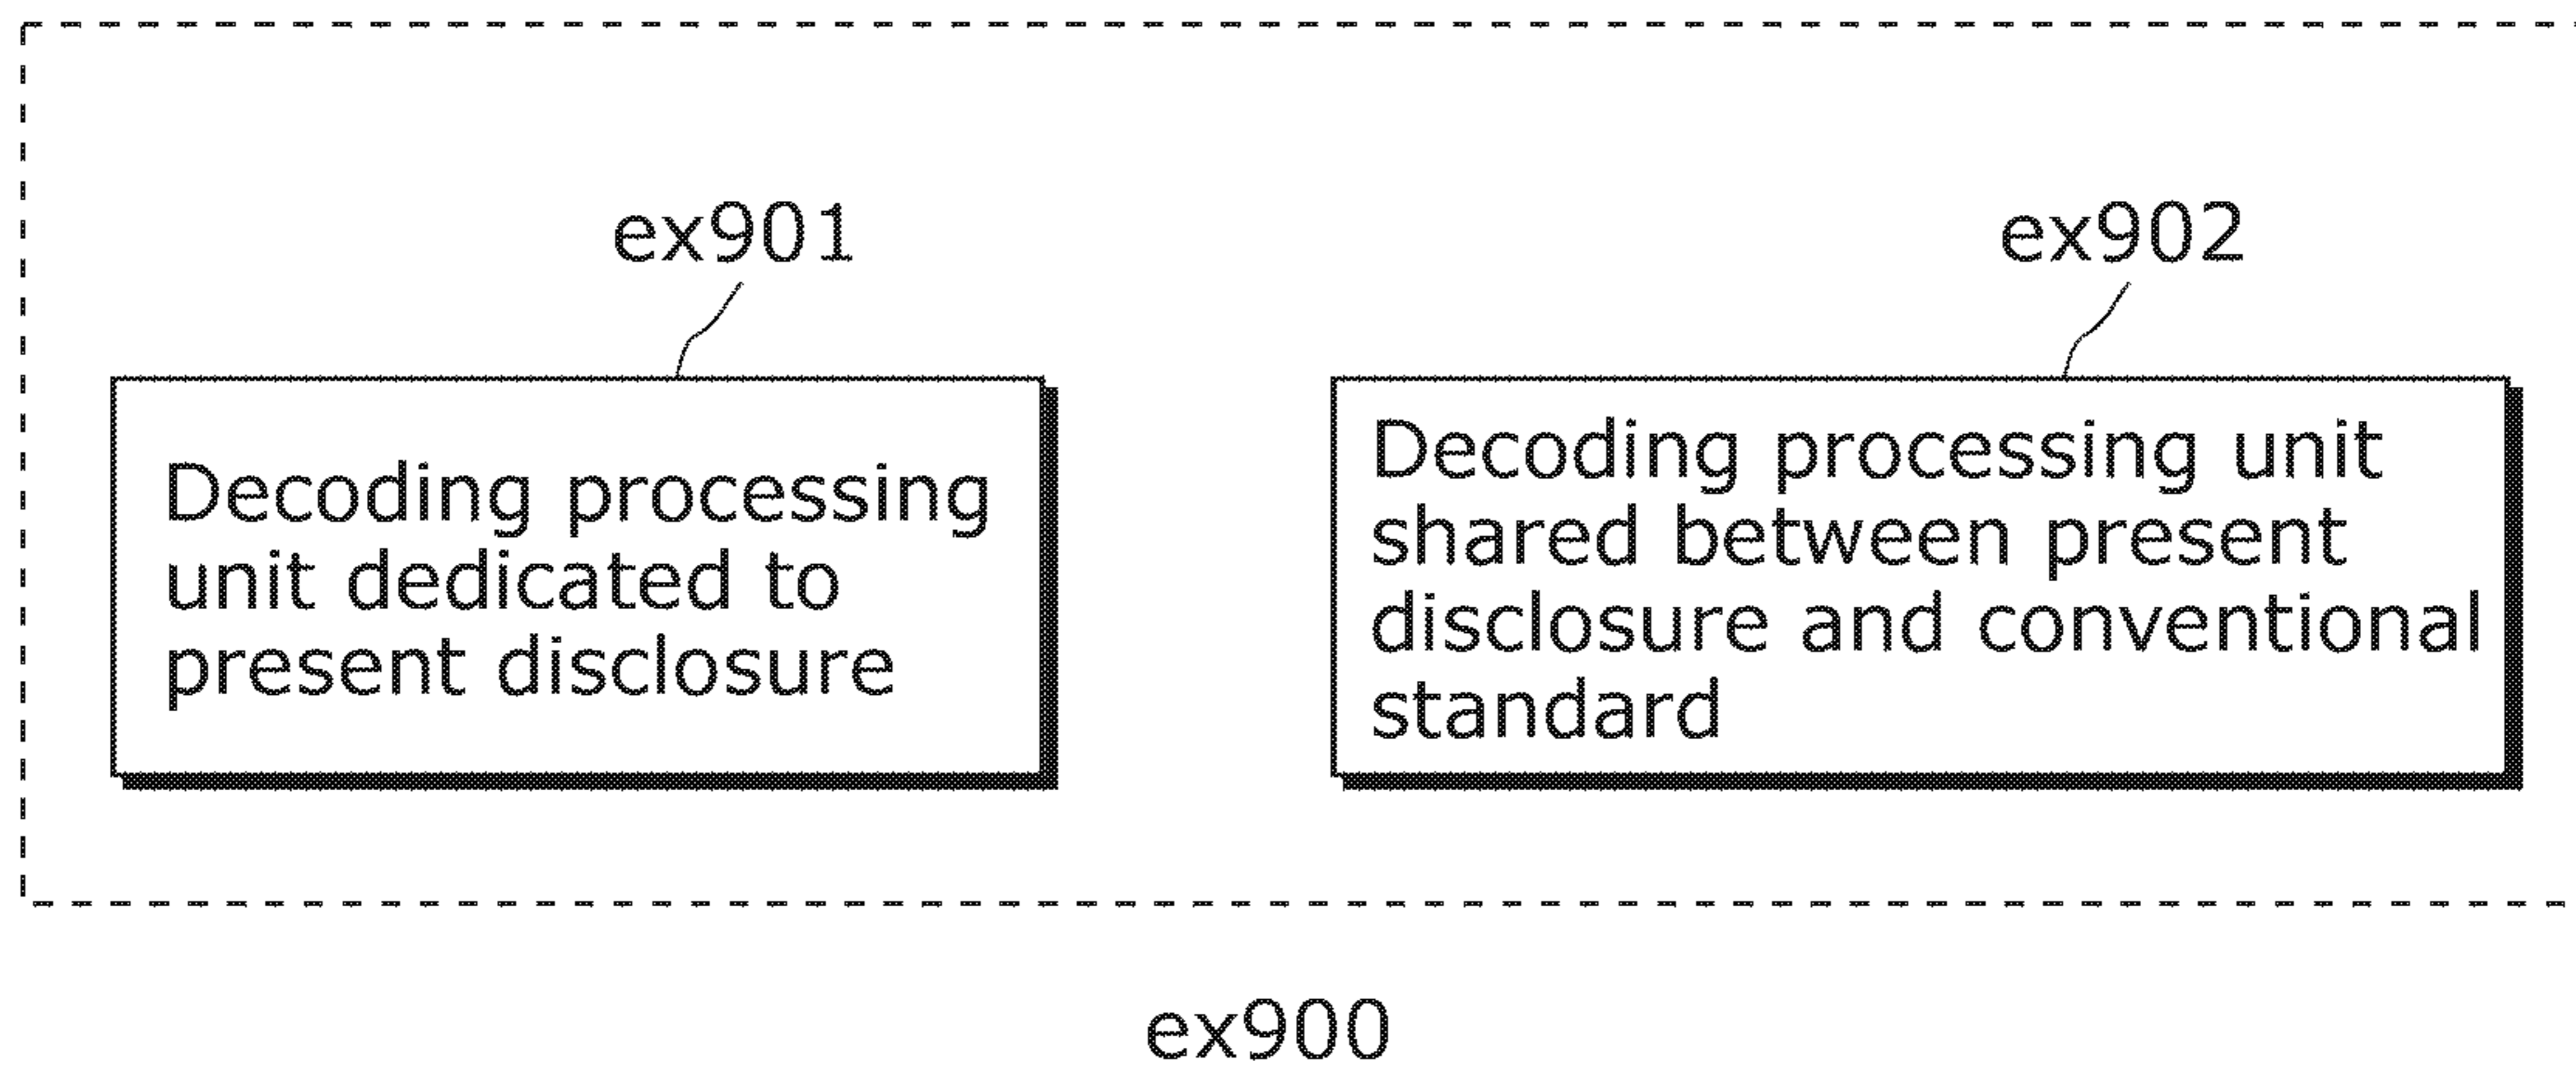 ex901
ex902
Decoding processing
unit dedicated to
present disclosure
Decoding processing unit
shared between present
disclosure and conventional
standard
ex900